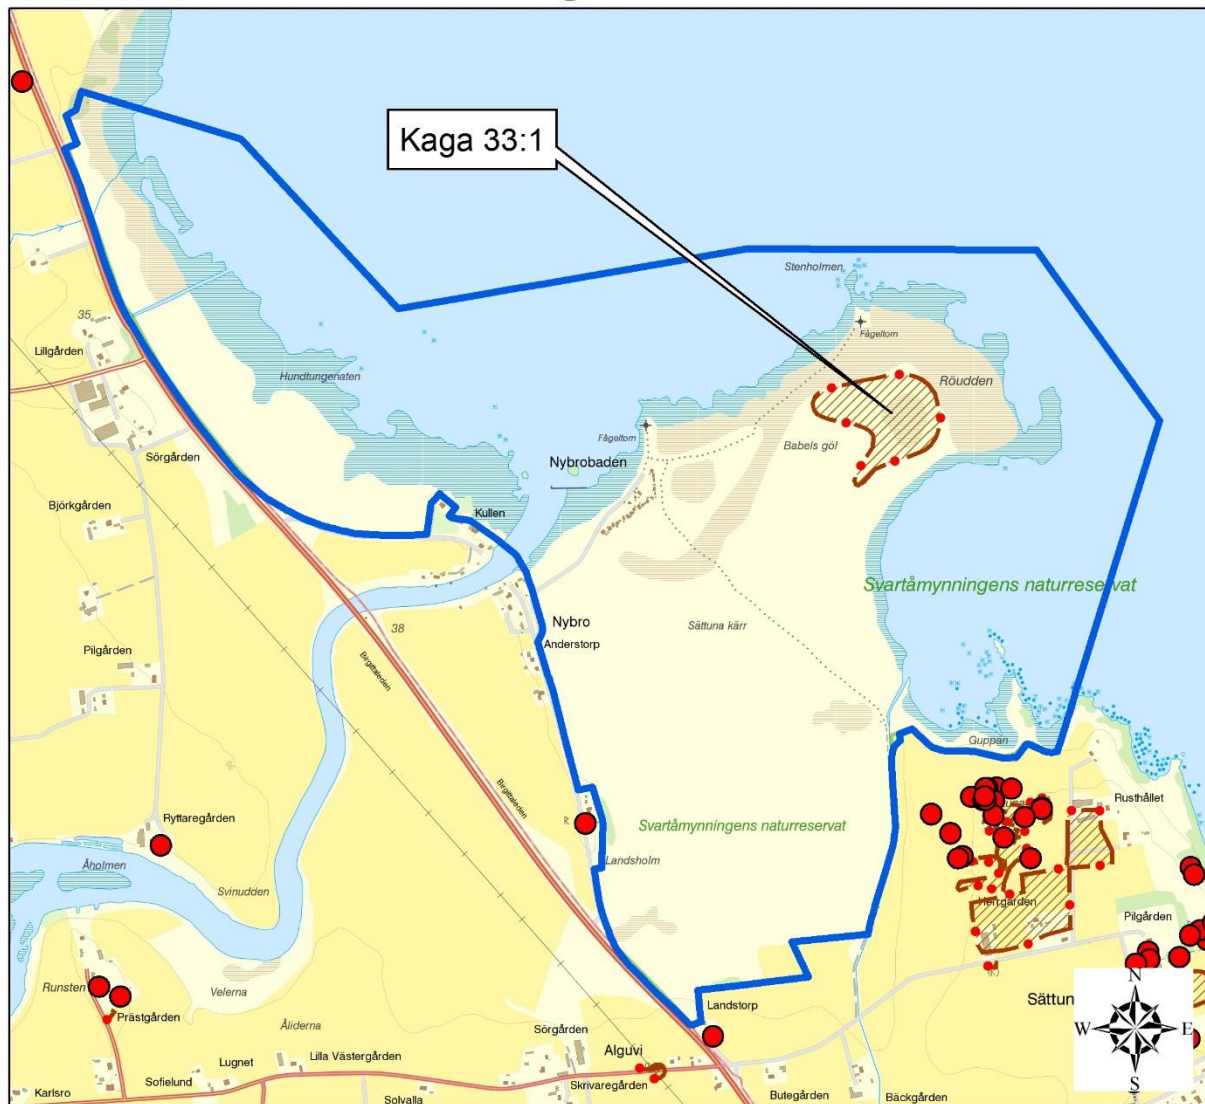 Kaga 33:1
Stenholmen
Fågeltorn
35
Lillgården
Hundtungenaten
Röudden
Fågeltorn
Babels göl
Sörgården
Nybrobaden
Björkgården
Kullen
Svartåmynningens naturreservat
Nybro
38
Sättuna kärr
Anderstorp
Pilgården
Birgittaleden
Guppan
Birgittaleden
Rusthållet
Ryttaregården
Svartåmynningens naturreservat
Åholmen
Landsholm
Svinudden
Herrgården
Pilgården
Runsten
Velerna
N
Prästgården
Landstorp
Sättun
Åliderna
Sörgården
W
E
Alguvi
Lilla Västergården
Lugnet
Sofielund
Skrivaregården
S
Karlsro
Solvalla
Butegården
Bäckgården